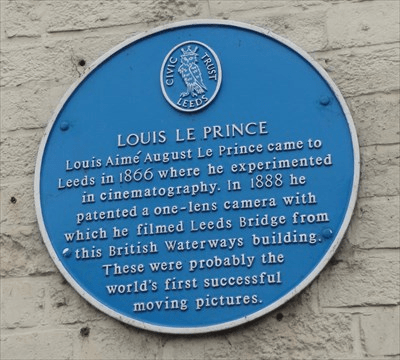 CIVIC TRUST
LEEDS
LOUIS LE PRINCE
Louis Aimé August Le Prince came to
Leeds in 1866 where he experimented
in cinematography. In 1888 he
patented a one-lens camera with
which he filmed Leeds Bridge from
this British Waterways building.
These were probably the
world's first successful
moving pictures.